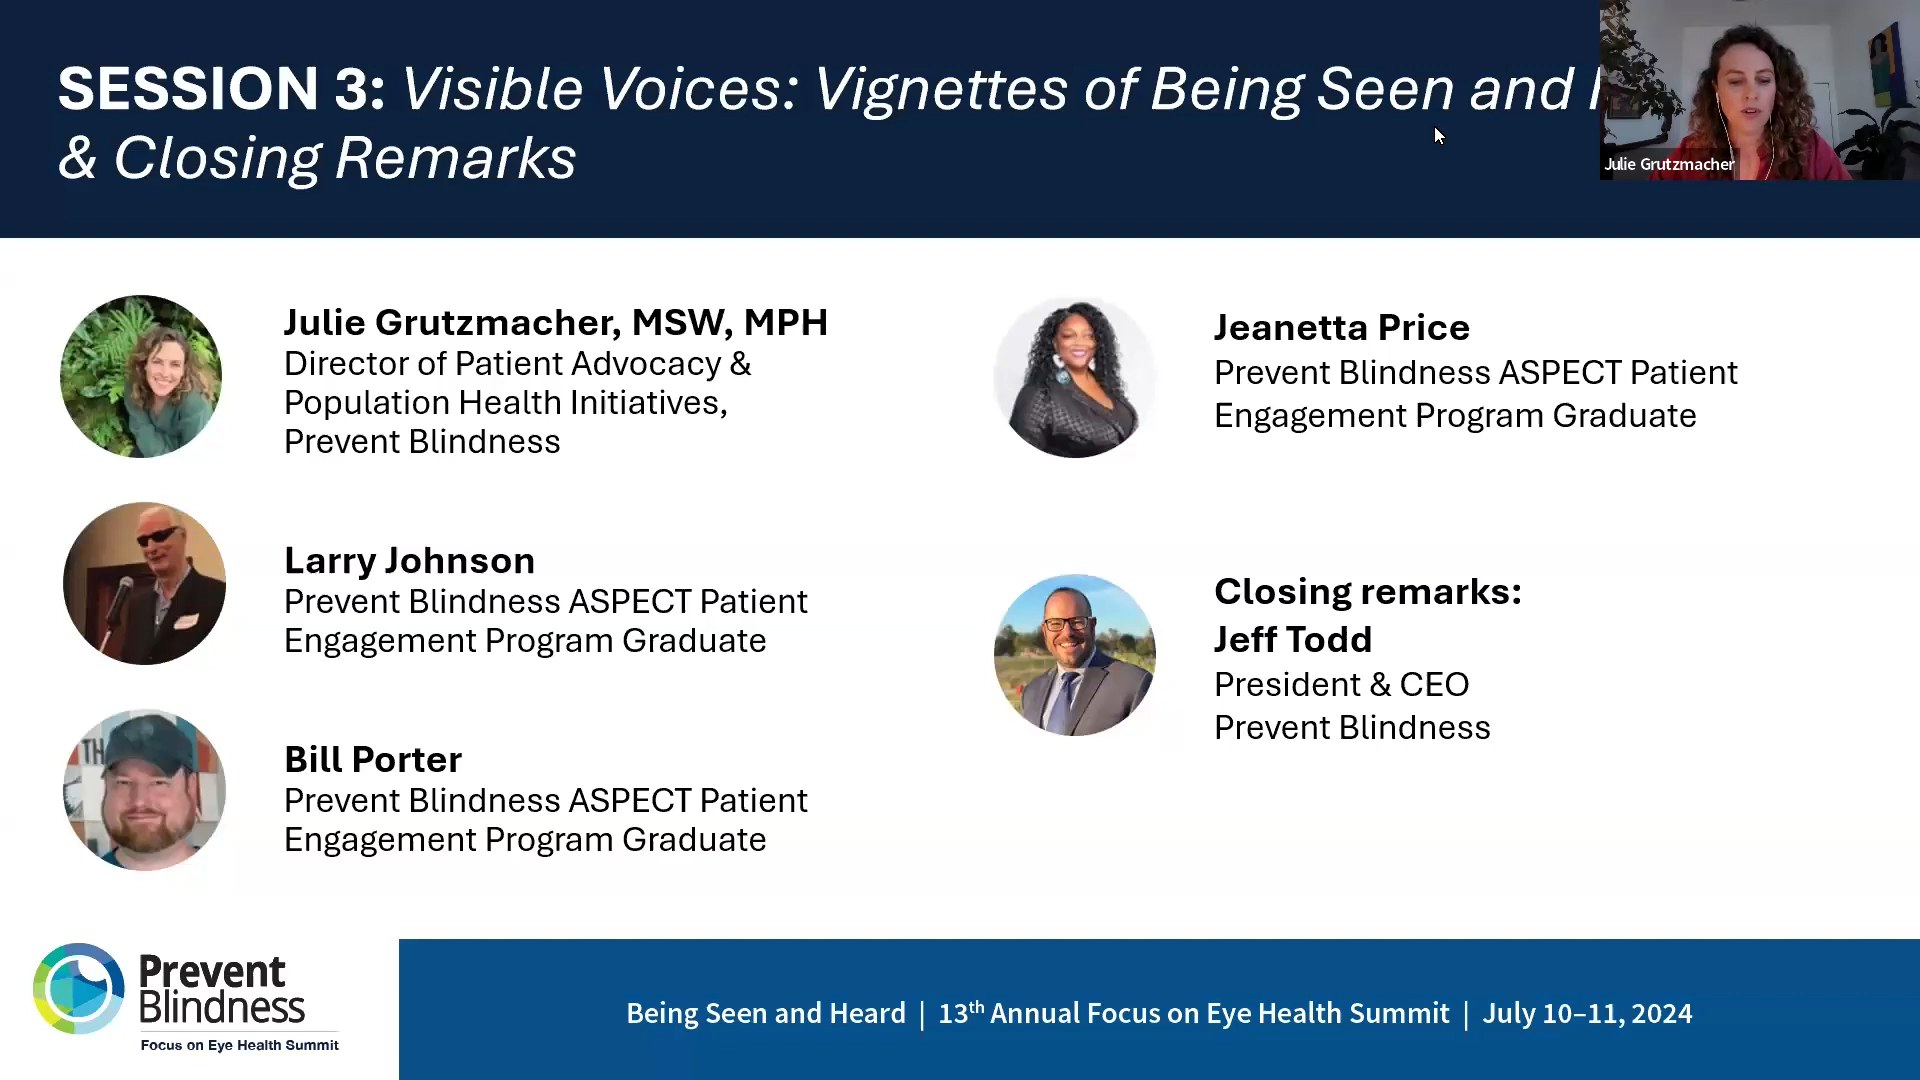 SESSION 3: Visible Voices: Vignettes of Being Seen and
& Closing Remarks
Julie Grutzmacher
Julie Grutzmacher, MSW, MPH
Director of Patient Advocacy &
Population Health Initiatives,
Prevent Blindness
Larry Johnson
Prevent Blindness ASPECT Patient
Engagement Program Graduate
Bill Porter
Prevent Blindness ASPECT Patient
Engagement Program Graduate
Jeanetta Price
Prevent Blindness ASPECT Patient
Engagement Program Graduate
Closing remarks:
Jeff Todd
President & CEO
Prevent Blindness
TH
Prevent
Blindness
Focus on Eye Health Summit
Being Seen and Heard | 13th Annual Focus on Eye Health Summit | July 10–11, 2024